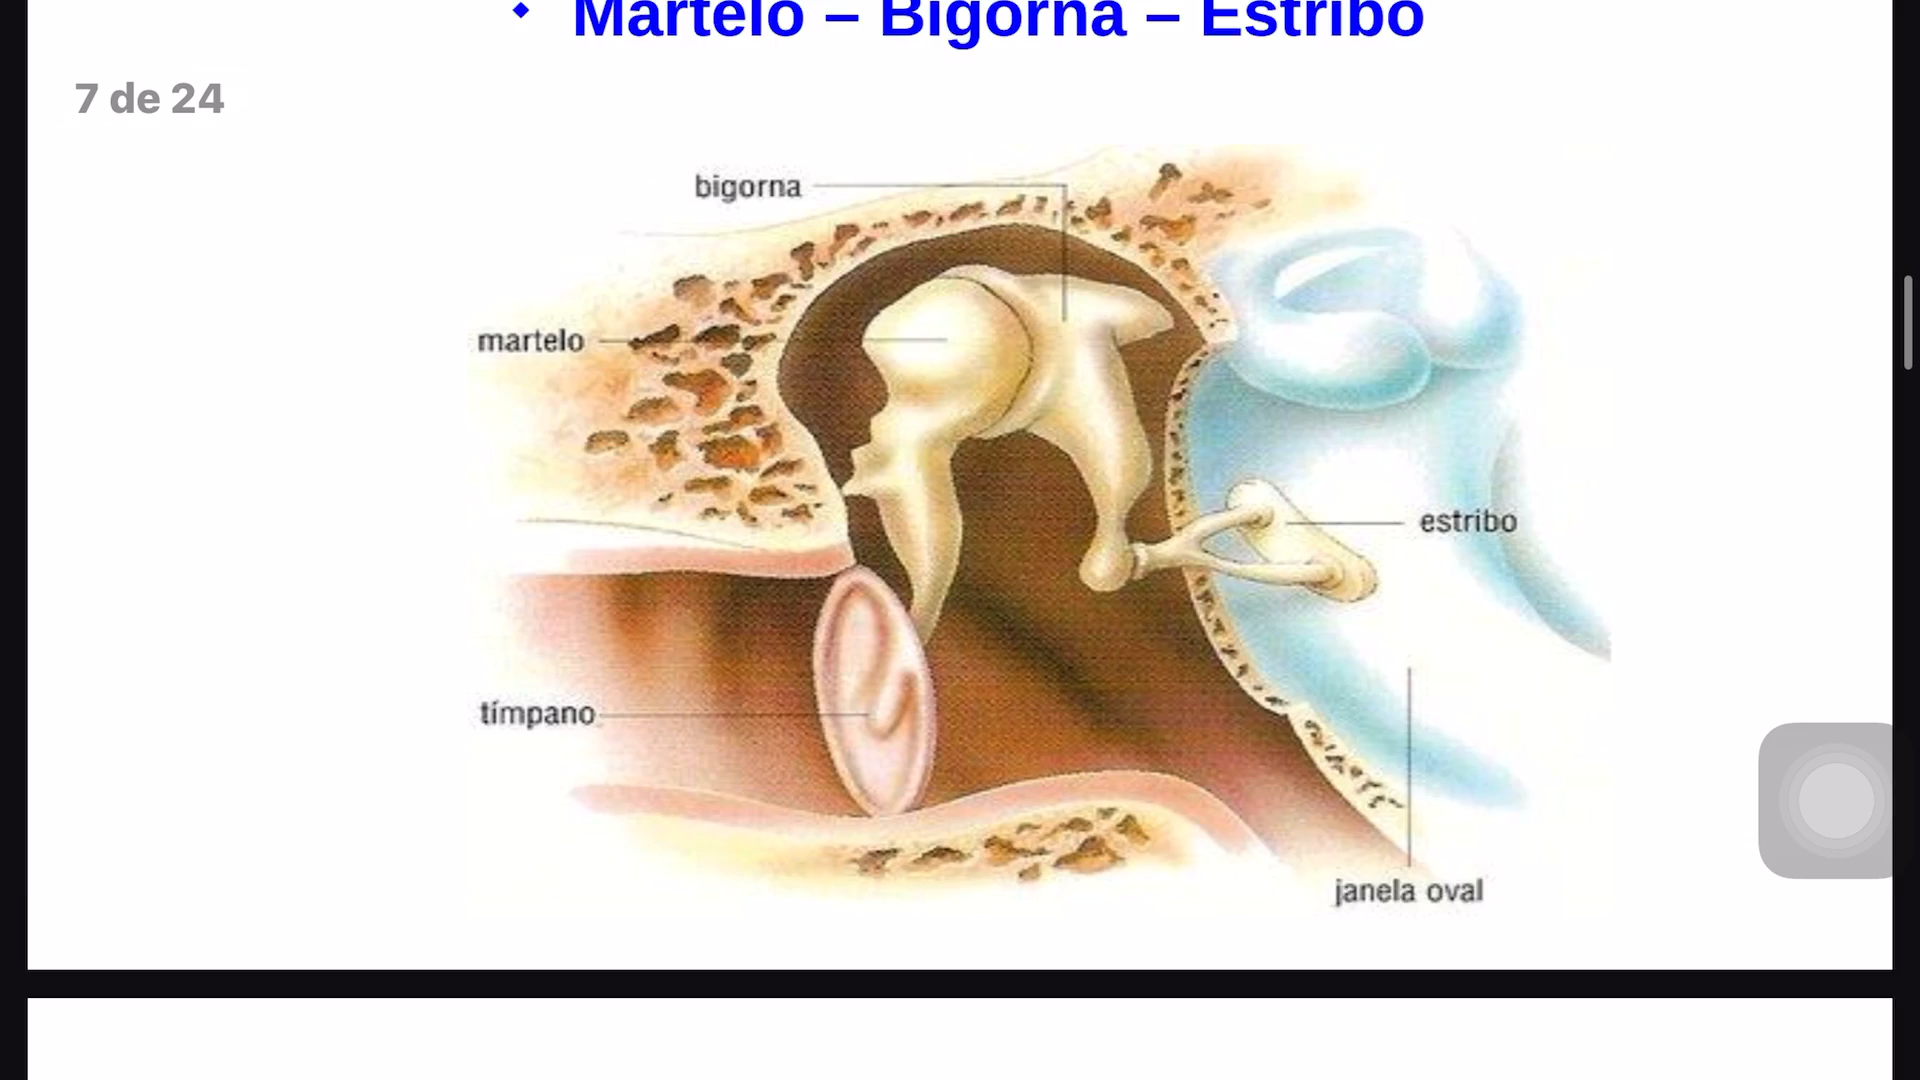 • Martelo – Bigorna – Estribo
7 de 24
bigorna
martelo
estribo
tímpano
janela oval